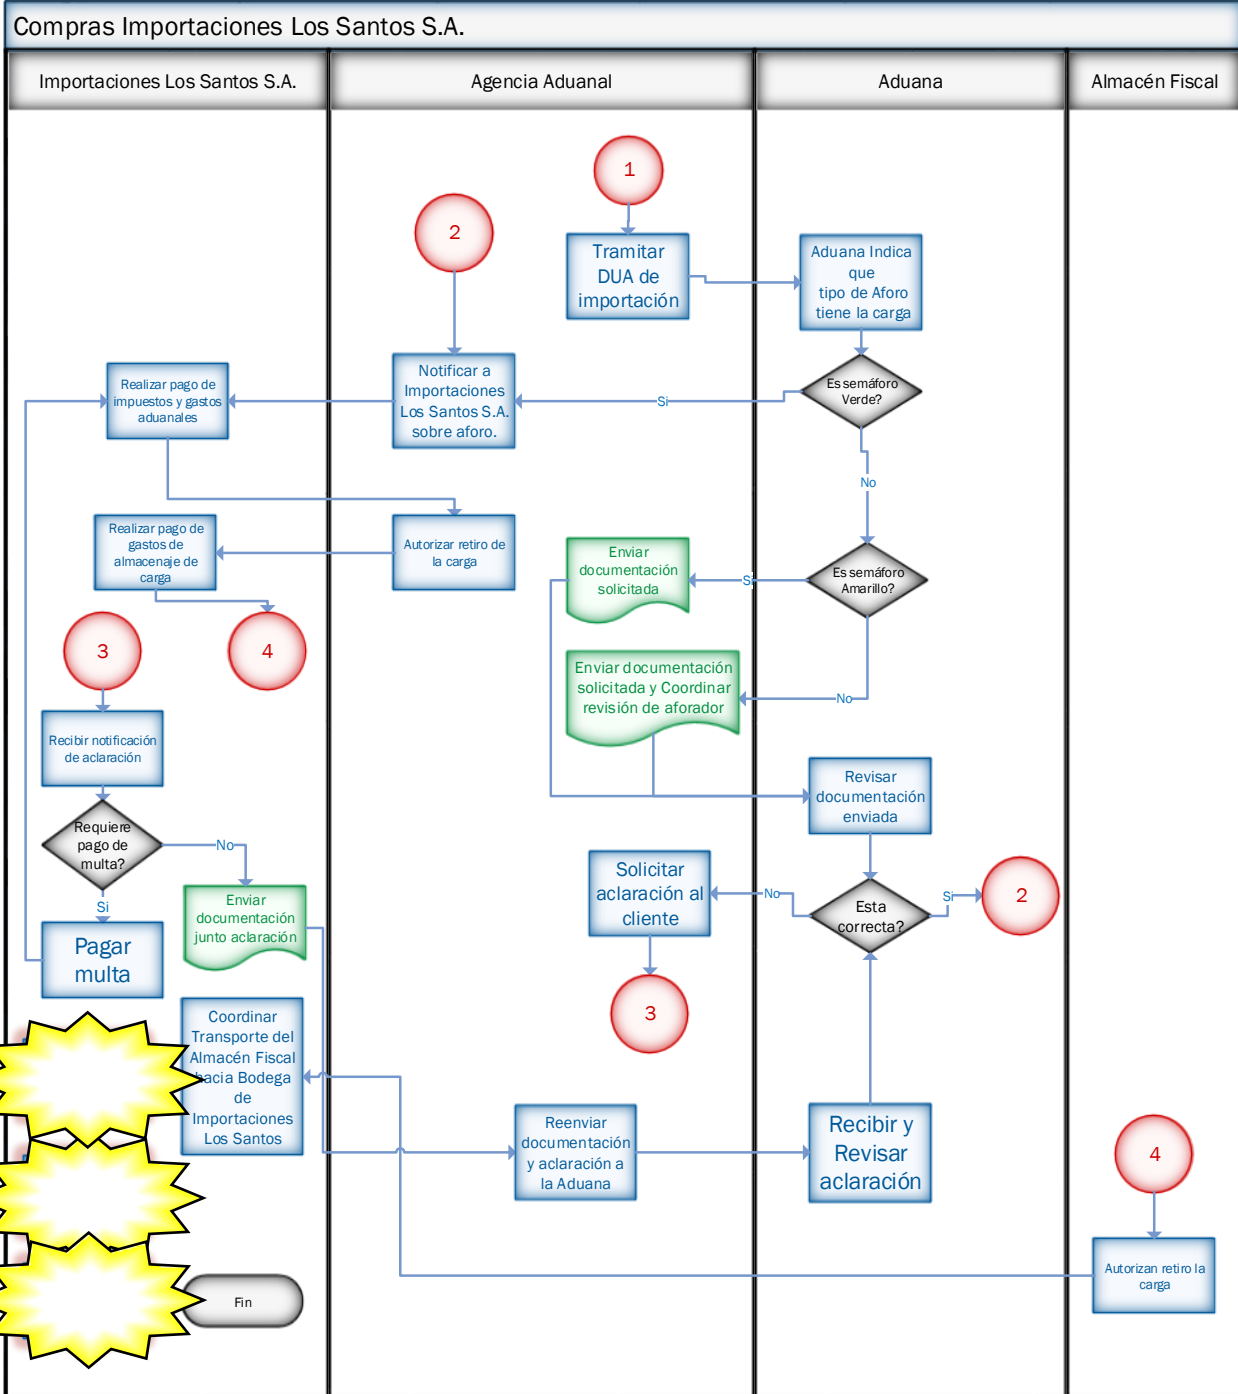 Compras Importaciones Los Santos S.A.
Importaciones Los Santos S.A.
Agencia Aduanal
Aduana
Almacén Fiscal
1
2
Tramitar
DUA de
importación
Aduana Indica
que
tipo de Aforo
tiene la carga
Realizar pago de
impuestos y gastos
aduanales
Notificar a
Importaciones
Los Santos S.A.
sobre aforo.
Si
Es semáforo
Verde?
No
Realizar pago de
gastos de
almacenaje de
carga
Autorizar retiro de
la carga
Enviar
documentación
solicitada
Si
Es semáforo
Amarillo?
3
4
Enviar documentación
solicitada y Coordinar
revisión de aforador
No
Recibir notificación
de aclaración
Revisar
documentación
enviada
Requiere
pago de
multa?
No
Si
Enviar
documentación
junto aclaración
Solicitar
aclaración al
cliente
No
Esta
correcta?
Si
2
Pagar
multa
3
Coordinar
Transporte del
Almacén Fiscal
hacia Bodega
de
Importaciones
Los Santos
Reenviar
documentación
y aclaración a
la Aduana
Recibir y
Revisar
aclaración
4
Autorizan retiro la
carga
Fin